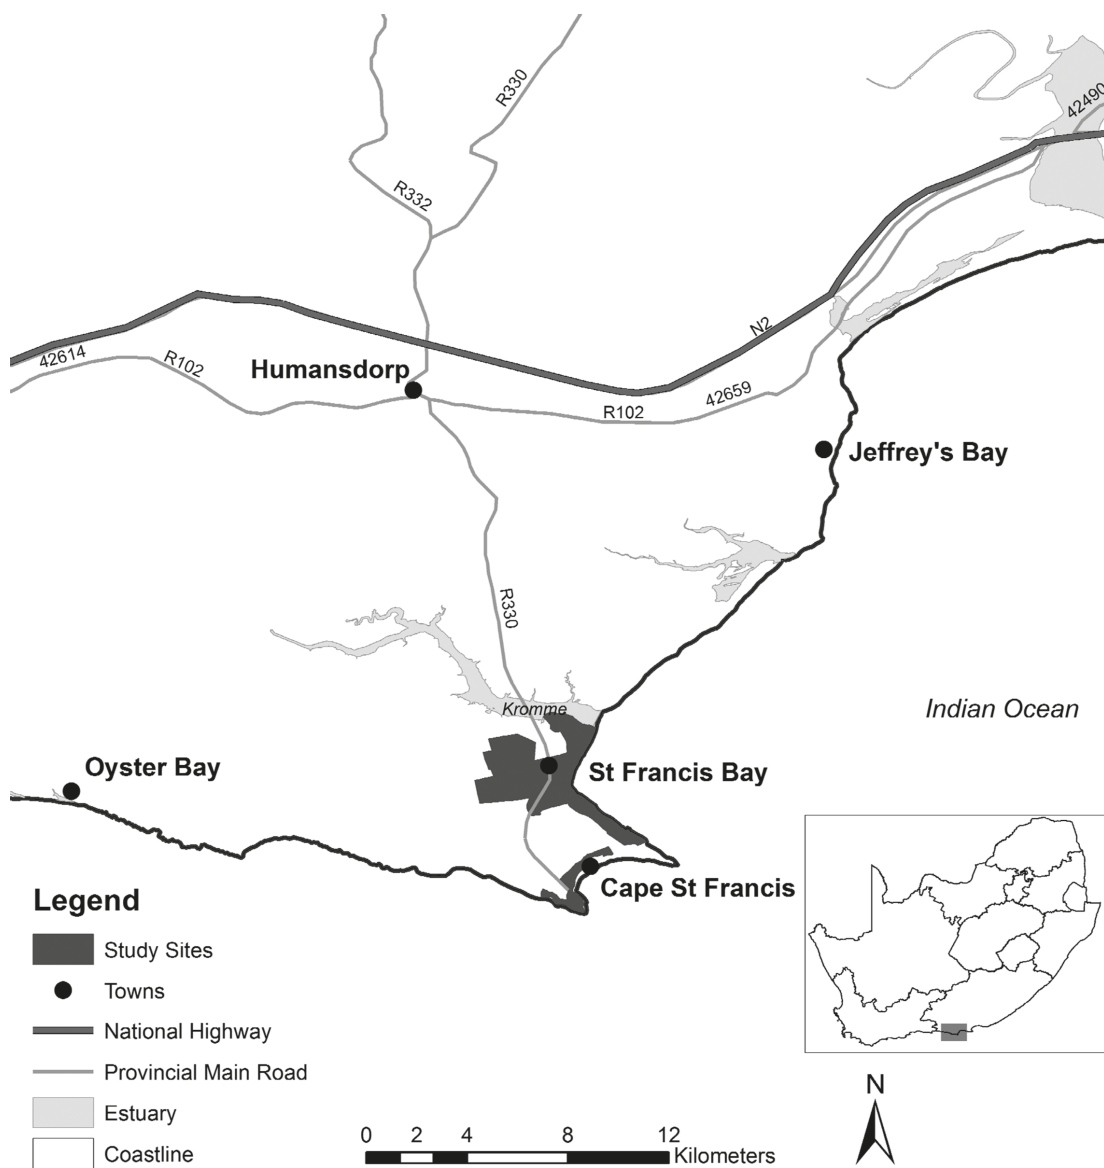 R330
42490
R332
N2
42614
R102
Humansdorp
42659
R102
Jeffrey's Bay
R330
Kromme
Indian Ocean
Oyster Bay
St Francis Bay
Cape St Francis
Legend
Study Sites
Towns
National Highway
Provincial Main Road
Estuary
Coastline
N
0 2 4 8 12
Kilometers